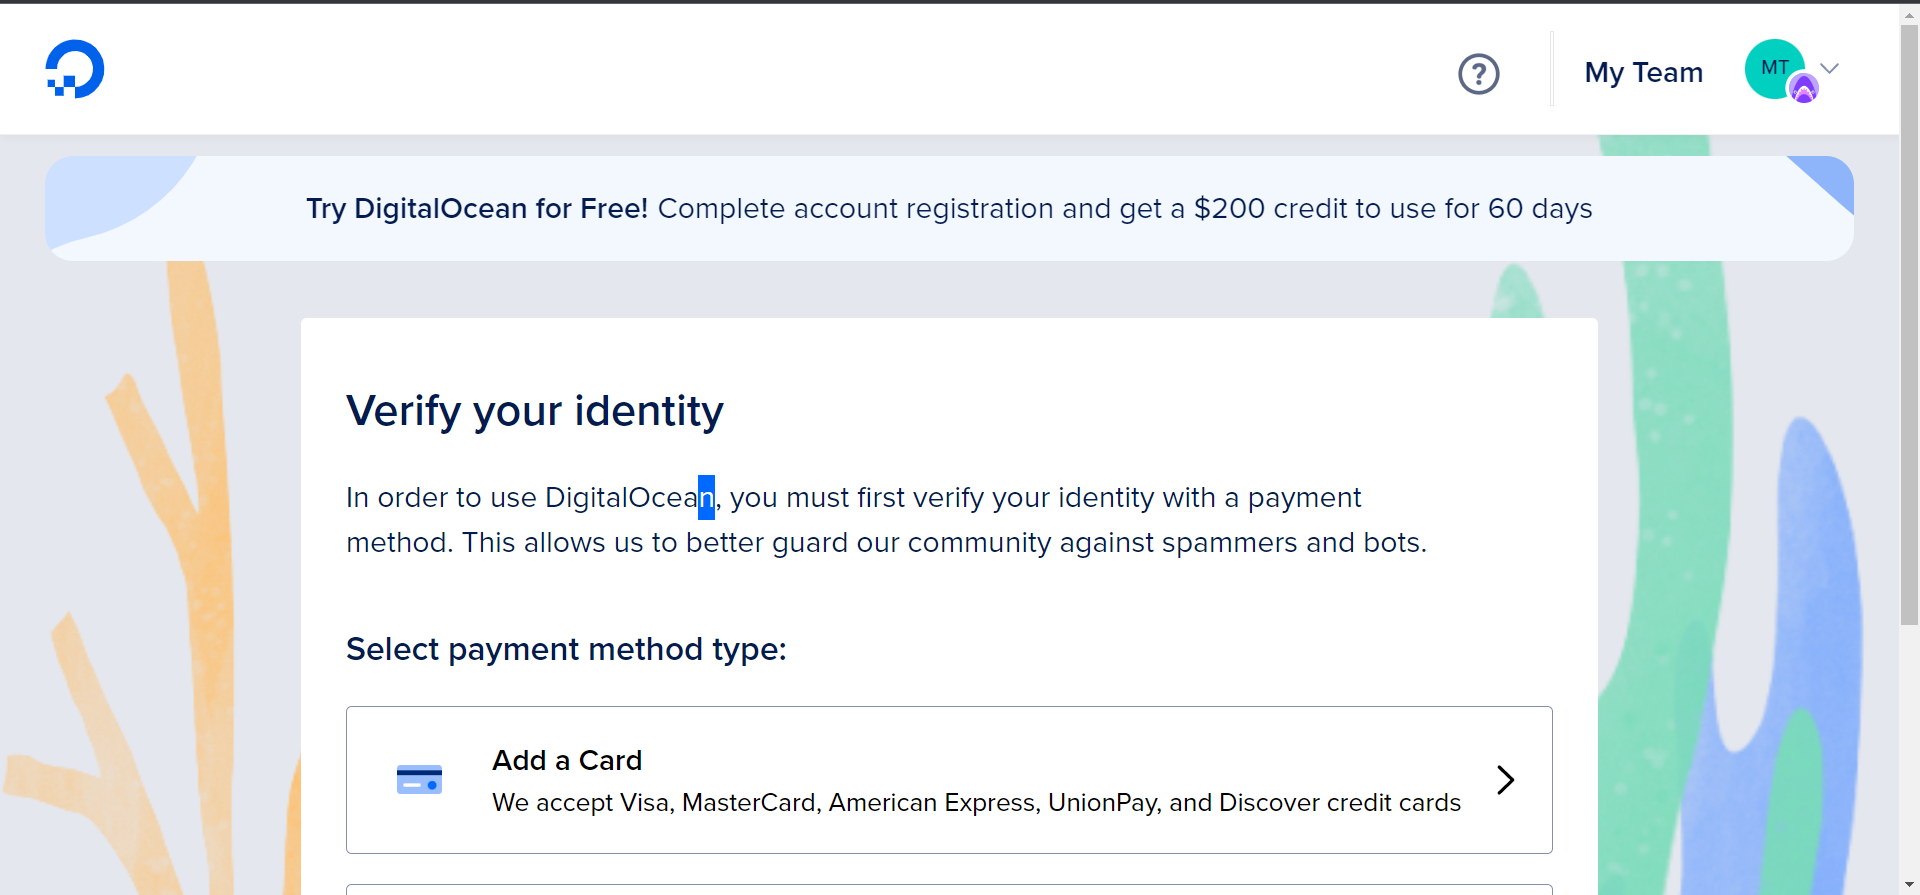 My Team
MT
Try DigitalOcean for Free! Complete account registration and get a $200 credit to use for 60 days
Verify your identity
In order to use DigitalOcean, you must first verify your identity with a payment
method. This allows us to better guard our community against spammers and bots.
Select payment method type:
Add a Card
We accept Visa, MasterCard, American Express, UnionPay, and Discover credit cards